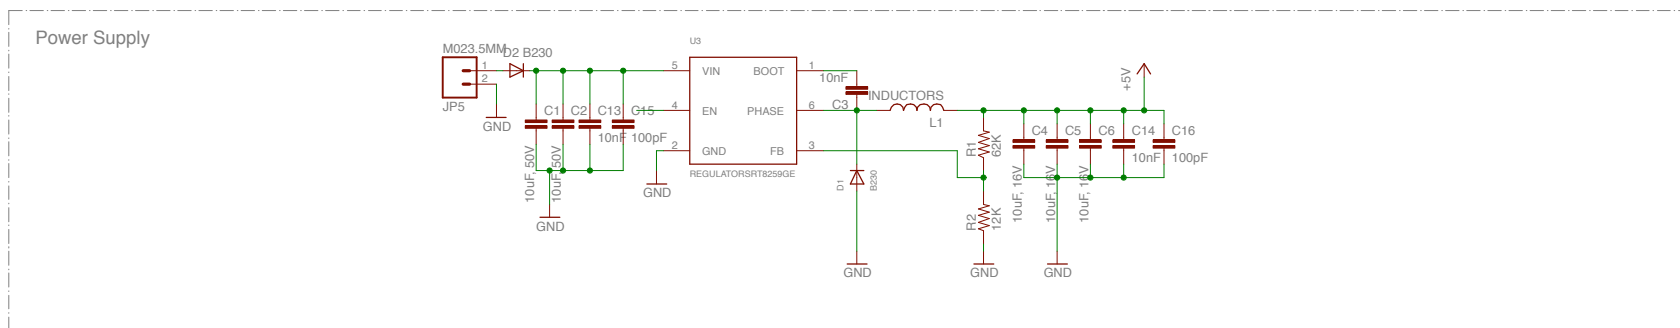 Power Supply
M023.5MM
D2 B230
1
2
JP5
GND
C1
C2
C13
C15
10nF
100pF
10uF, 50V
10uF, 50V
GND
U3
5
VIN
BOOT
1
4
EN
PHASE
6
2
GND
FB
3
REGULATORSRT8259GE
GND
10nF
C3
INDUCTORS
L1
D1
B230
GND
R1
62K
R2
12K
GND
+5V
C4
C5
C6
C14
C16
10nF
100pF
10uF, 16V
10uF, 16V
10uF, 16V
GND